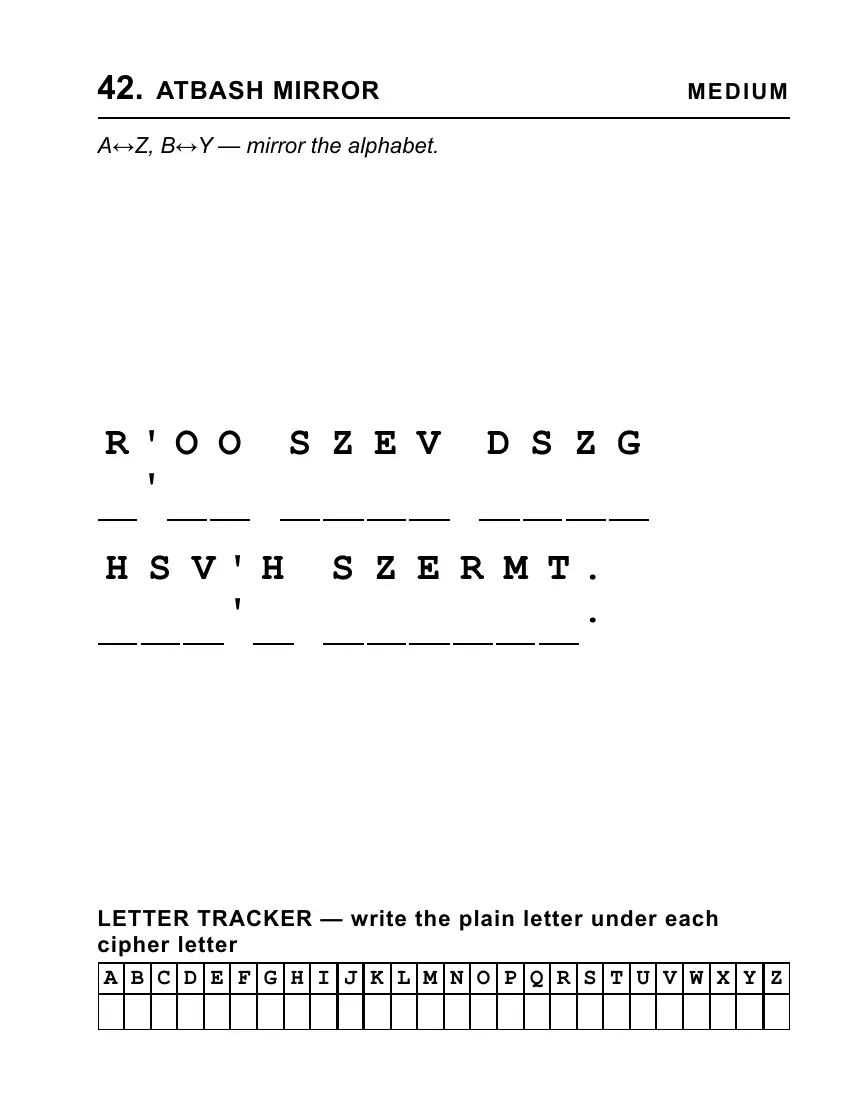 42. ATBASH MIRROR MEDIUM
A↔Z, B↔Y — mirror the alphabet.
R'OO SZEV DSZG
'
HSV'H SZERMT.
' .
LETTER TRACKER — write the plain letter under each
cipher letter
A B C D E F G H I J K L M N O P Q R S T U V W X Y Z